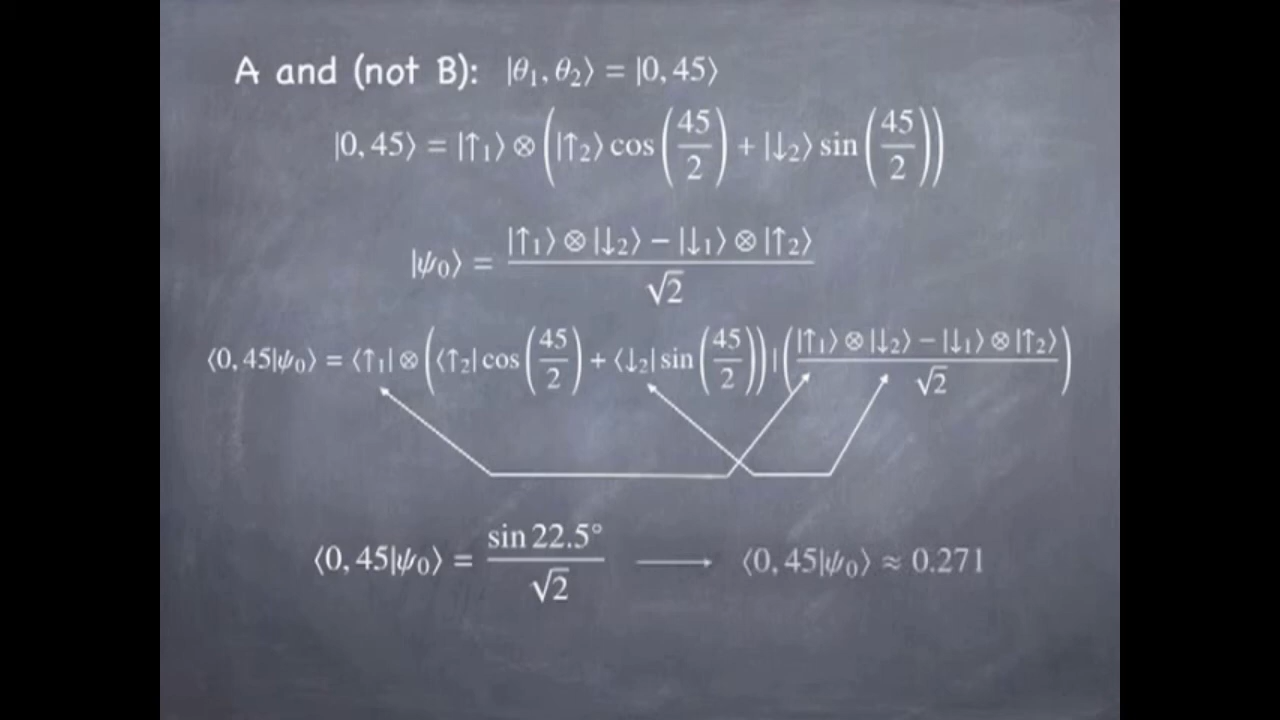 A and (not B): |θ₁, θ₂⟩ = |0, 45⟩
|0, 45⟩ = |↑₁⟩ ⊗ (|↑₂⟩ cos (45/2) + |↓₂⟩ sin (45/2))
|ψ₀⟩ = (|↑₁⟩ ⊗ |↓₂⟩ − |↓₁⟩ ⊗ |↑₂⟩)/√2
⟨0, 45|ψ₀⟩ = ⟨↑₁| ⊗ (⟨↑₂| cos (45/2) + ⟨↓₂| sin (45/2)) | ((|↑₁⟩ ⊗ |↓₂⟩ − |↓₁⟩ ⊗ |↑₂⟩)/√2)
⟨0, 45|ψ₀⟩ = sin 22.5°/√2 ⟶ ⟨0, 45|ψ₀⟩ ≈ 0.271